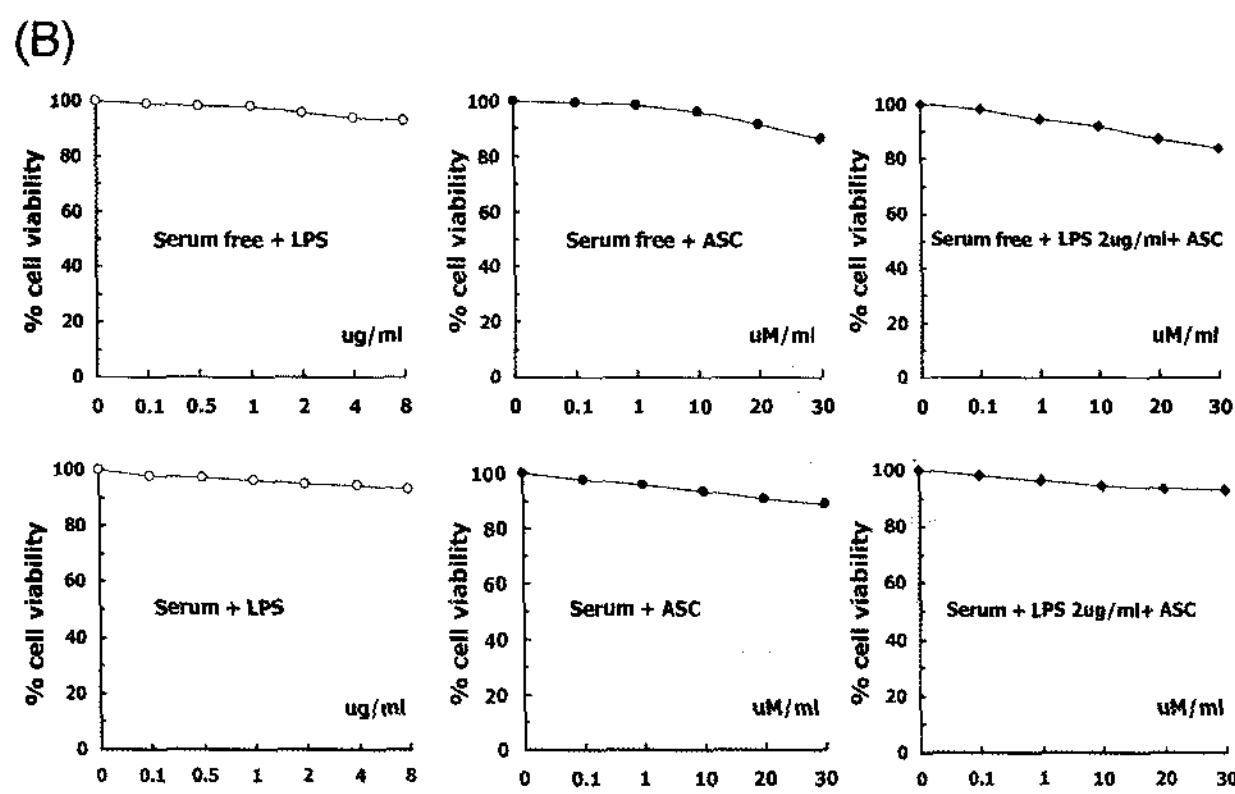 (B)
% cell viability
100
80
60
40
20
0
Serum free + LPS
ug/ml
0 0.1 0.5 1 2 4 8
% cell viability
100
80
60
40
20
0
Serum free + ASC
uM/ml
0 0.1 1 10 20 30
% cell viability
100
80
60
40
20
0
Serum free + LPS 2ug/ml+ ASC
uM/ml
0 0.1 1 10 20 30
% cell viability
100
80
60
40
20
0
Serum + LPS
ug/ml
0 0.1 0.5 1 2 4 8
% cell viability
100
80
60
40
20
0
Serum + ASC
uM/ml
0 0.1 1 10 20 30
% cell viability
100
80
60
40
20
0
Serum + LPS 2ug/ml+ ASC
uM/ml
0 0.1 1 10 20 30